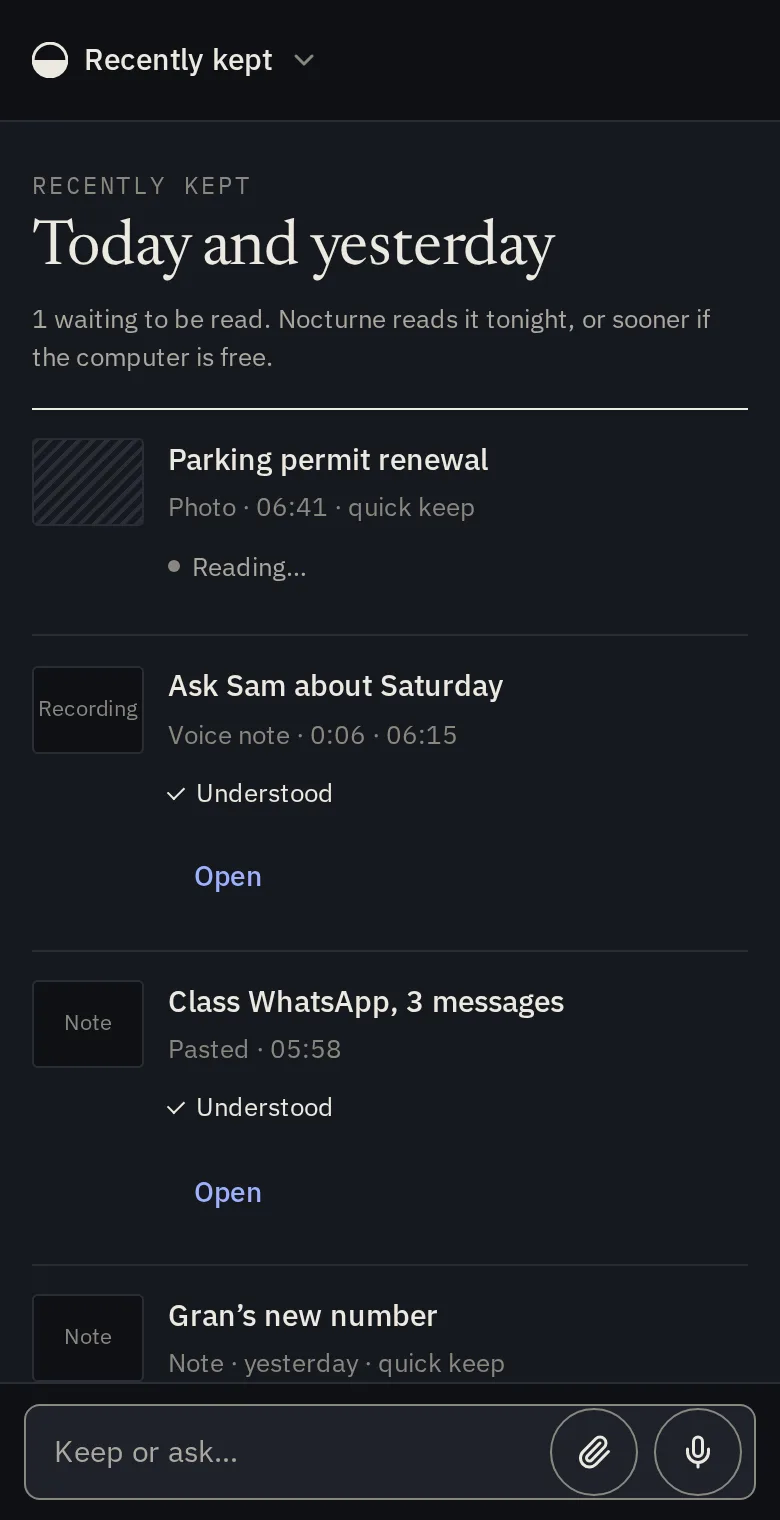 Recently kept
RECENTLY KEPT
Today and yesterday
1 waiting to be read. Nocturne reads it tonight, or sooner if
the computer is free.
Parking permit renewal
Photo · 06:41 · quick keep
Reading…
Recording
Ask Sam about Saturday
Voice note · 0:06 · 06:15
Understood
Open
Note
Class WhatsApp, 3 messages
Pasted · 05:58
Understood
Open
Note
Gran’s new number
Note · yesterday · quick keep
Keep or ask…